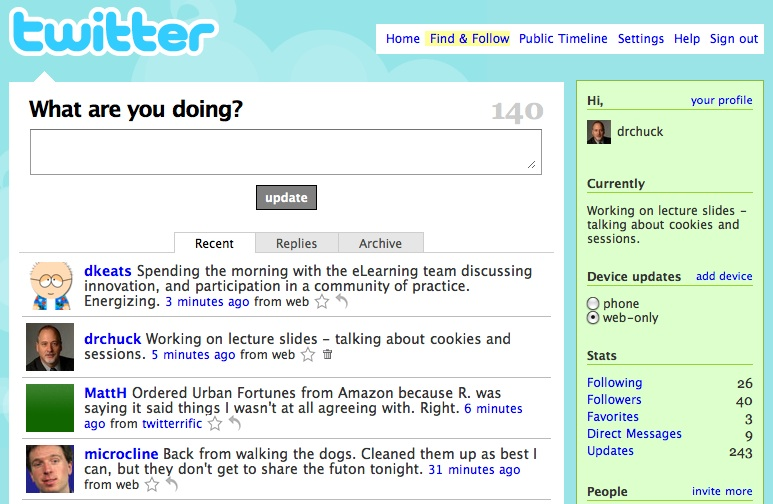 twitter
Home Find & Follow Public Timeline Settings Help Sign out
What are you doing? 140
update
Recent Replies Archive
dkeats Spending the morning with the eLearning team discussing
innovation, and participation in a community of practice.
Energizing. 3 minutes ago from web
drchuck Working on lecture slides - talking about cookies and
sessions. 5 minutes ago from web
MattH Ordered Urban Fortunes from Amazon because R. was
saying it said things I wasn't at all agreeing with. Right. 6 minutes
ago from twitterrific
microcline Back from walking the dogs. Cleaned them up as best I
can, but they don't get to share the futon tonight. 31 minutes ago
from web
Hi, your profile
drchuck
Currently
Working on lecture slides -
talking about cookies and
sessions.
Device updates add device
phone
web-only
Stats
Following 26
Followers 40
Favorites 3
Direct Messages 9
Updates 243
People invite more